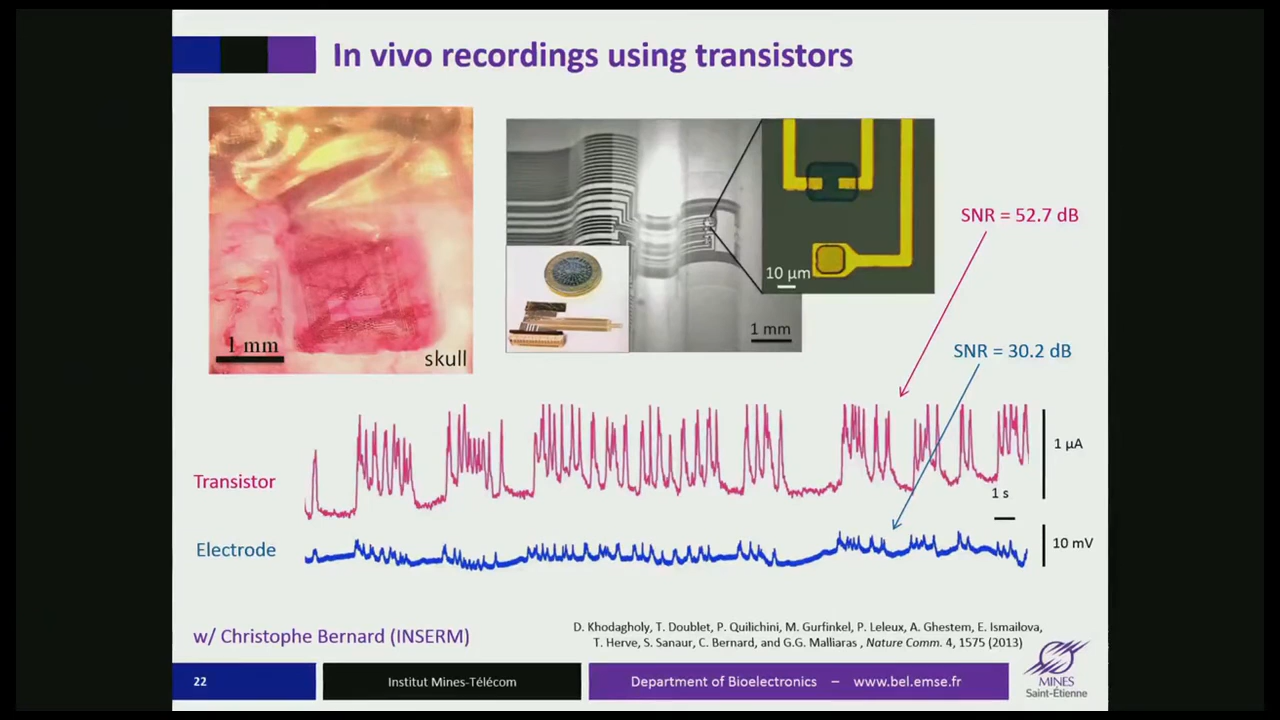 In vivo recordings using transistors
1 mm
skull
10 μm
1 mm
SNR = 52.7 dB
SNR = 30.2 dB
Transistor
1 μA
1 s
Electrode
10 mV
w/ Christophe Bernard (INSERM)
D. Khodagholy, T. Doublet, P. Quilichini, M. Gurfinkel, P. Leleux, A. Ghestem, E. Ismailova,
T. Herve, S. Sanaur, C. Bernard, and G.G. Malliaras , Nature Comm. 4, 1575 (2013)
22
Institut Mines-Télécom
Department of Bioelectronics – www.bel.emse.fr
MINES
Saint-Étienne